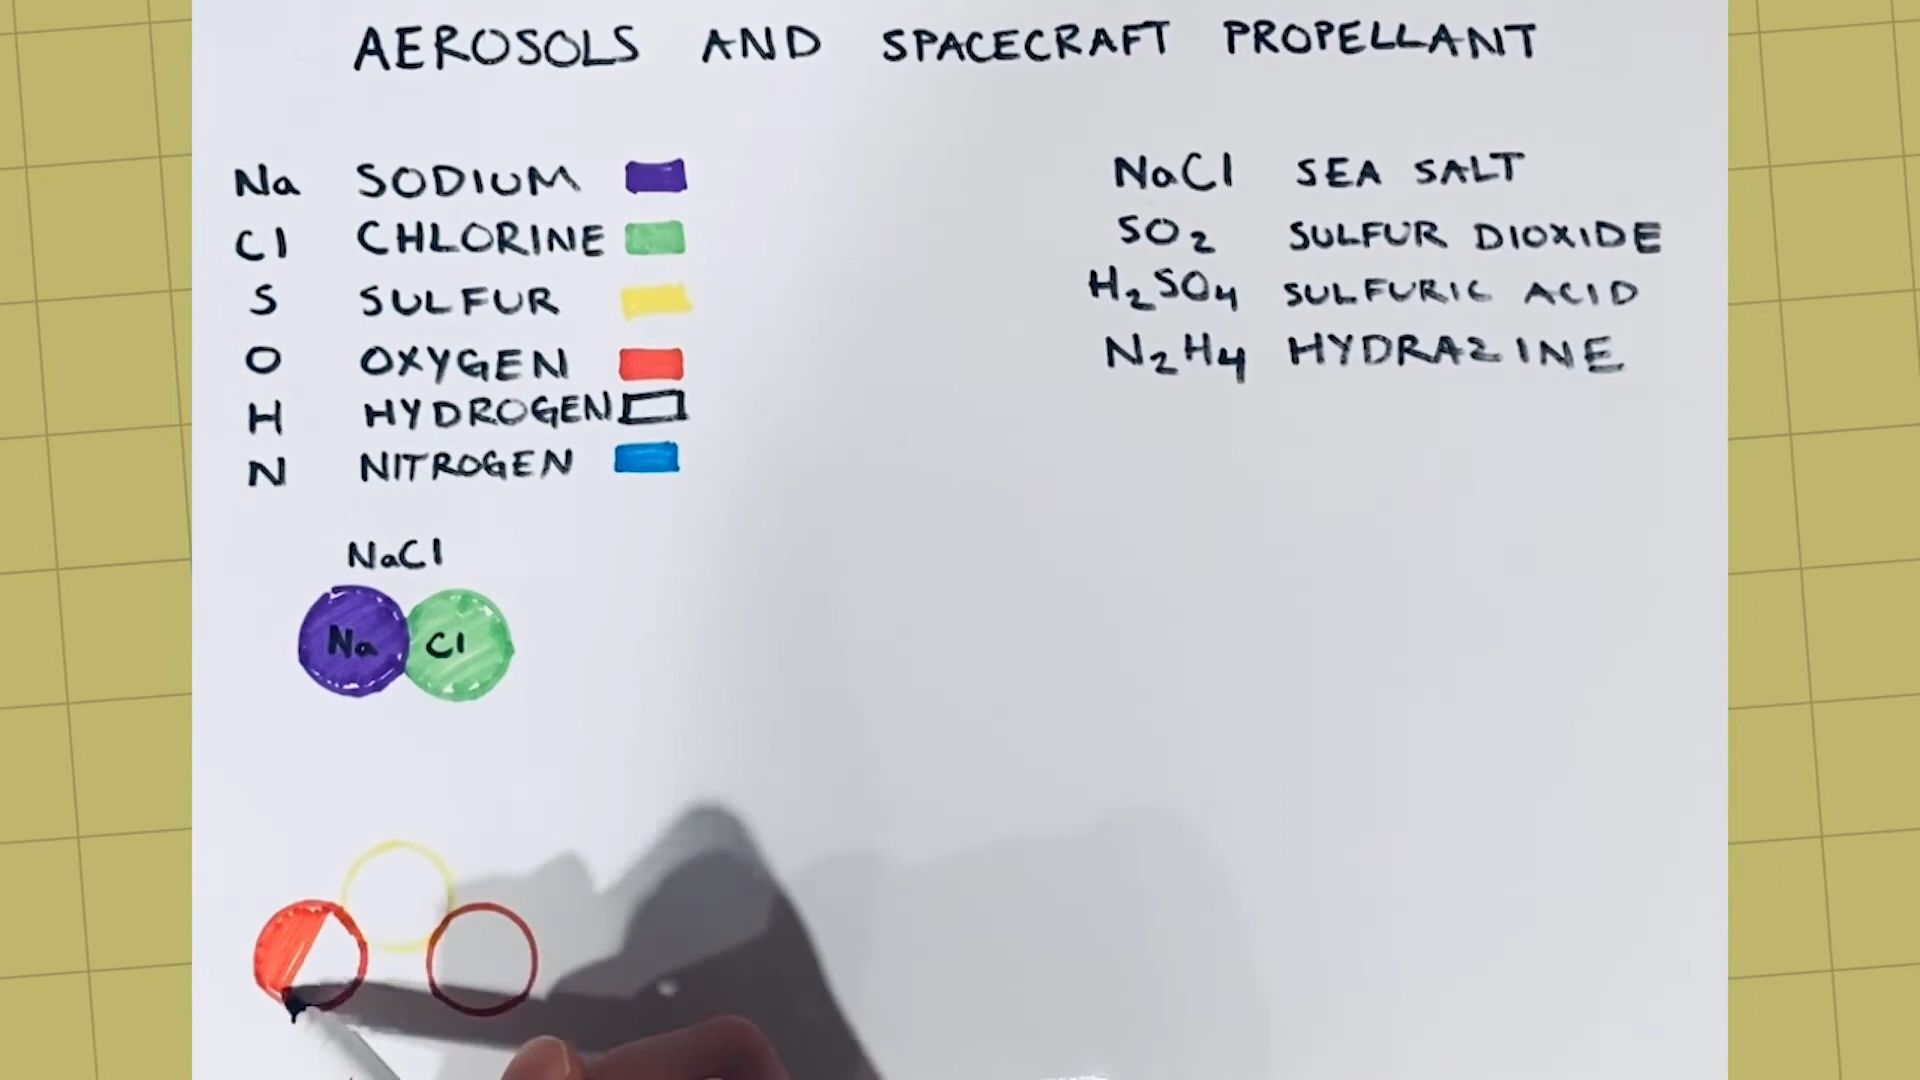 AEROSOLS AND SPACECRAFT PROPELLANT
Na SODIUM
Cl CHLORINE
S SULFUR
O OXYGEN
H HYDROGEN
N NITROGEN
NaCl SEA SALT
SO2 SULFUR DIOXIDE
H2SO4 SULFURIC ACID
N2H4 HYDRAZINE
NaCl
Na Cl